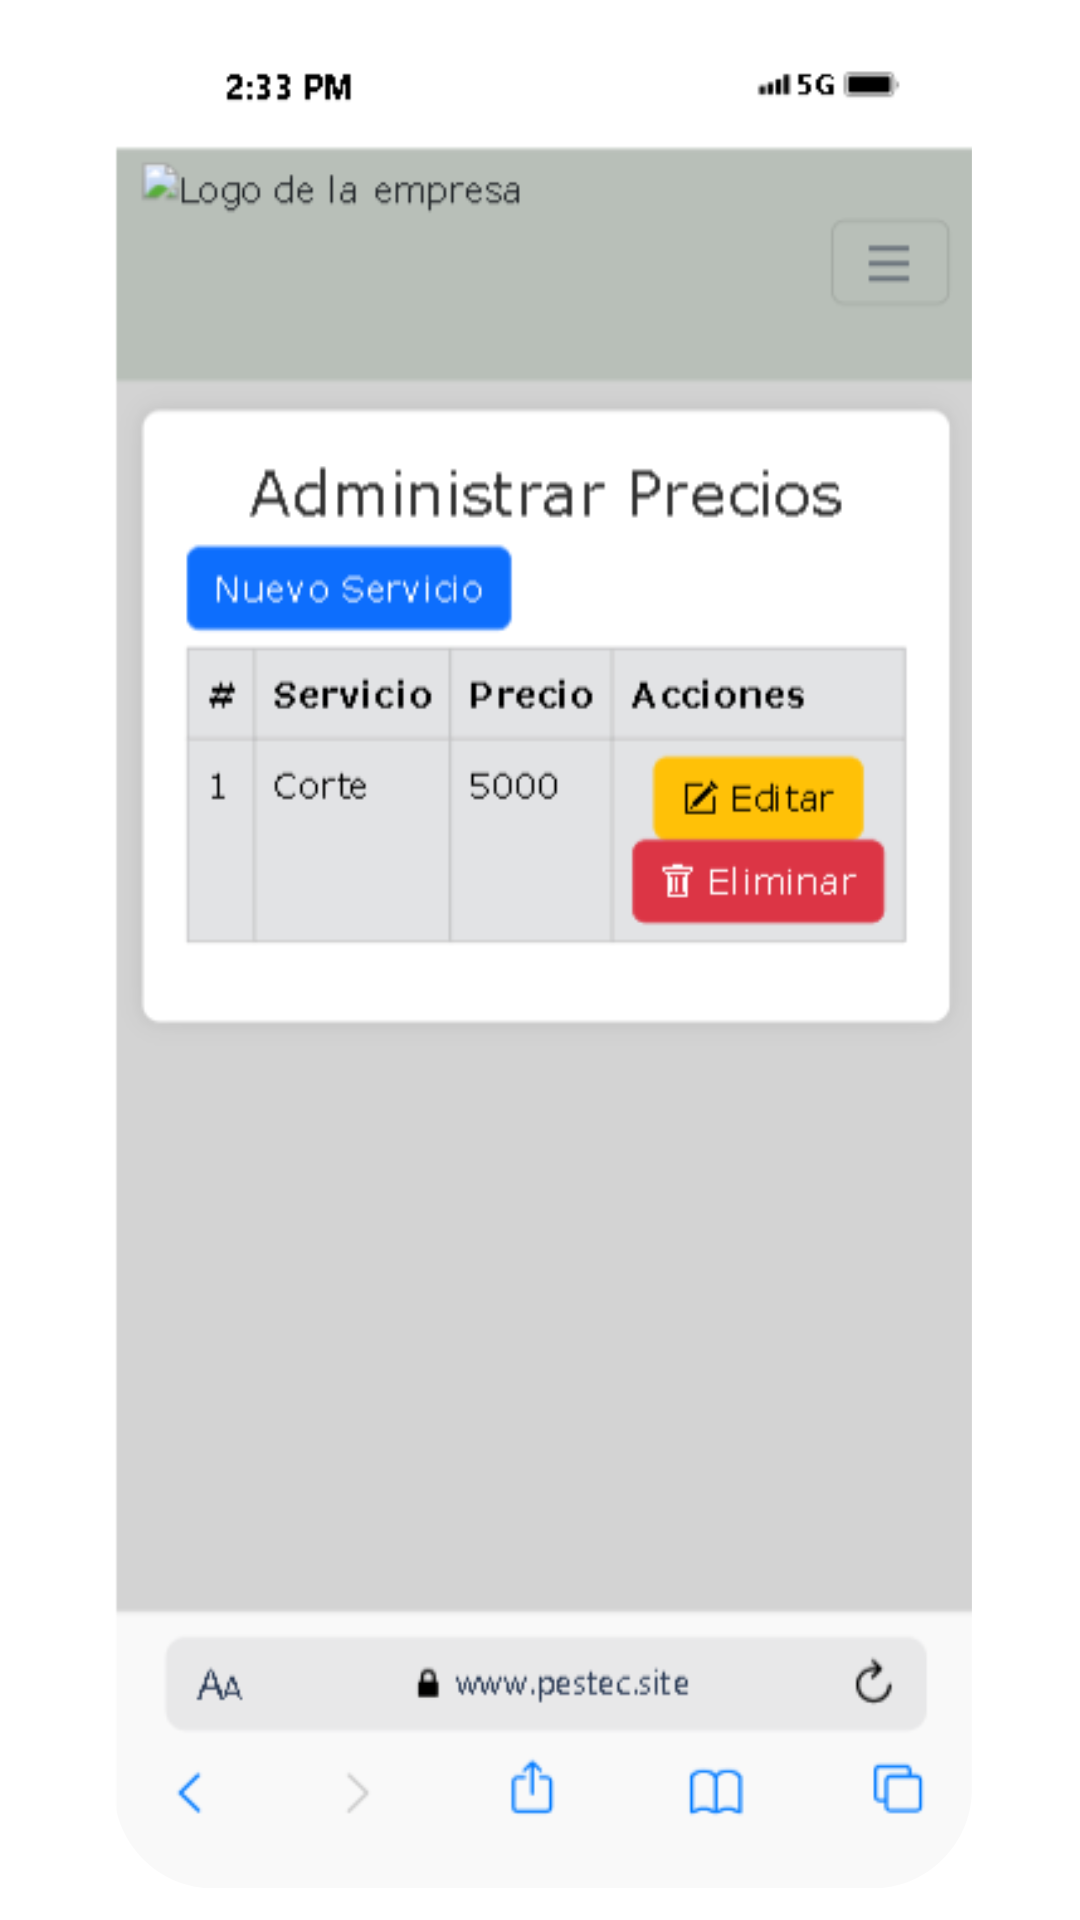 2:33 PM 5G
Logo de la empresa
Administrar Precios
Nuevo Servicio
# Servicio Precio Acciones
1 Corte 5000 Editar
Eliminar
AA www.pestec.site